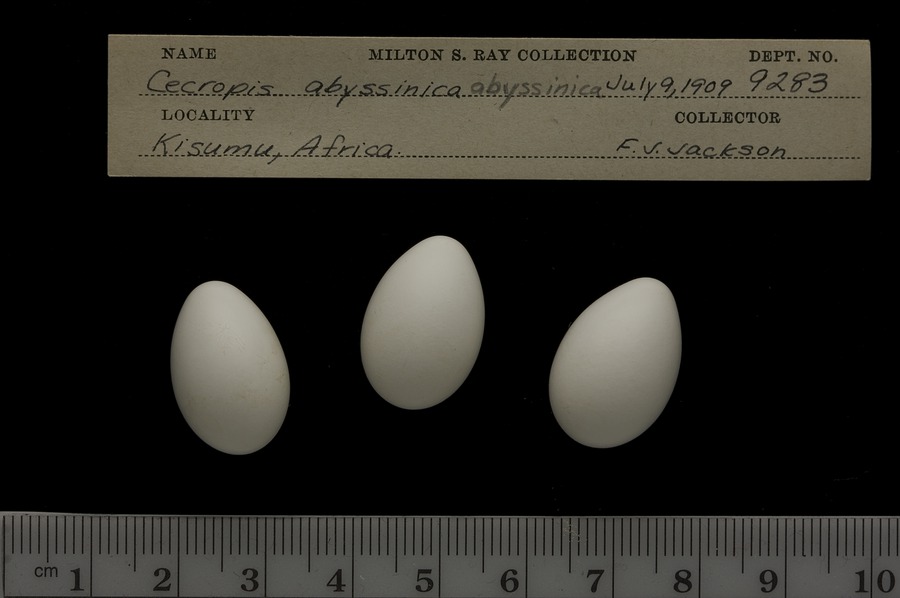 NAME MILTON S. RAY COLLECTION DEPT. NO.
Cecropis abyssinica abyssinica July 9, 1909 9283
LOCALITY COLLECTOR
Kisumu, Africa. F. J. Jackson
cm 1 2 3 4 5 6 7 8 9 10